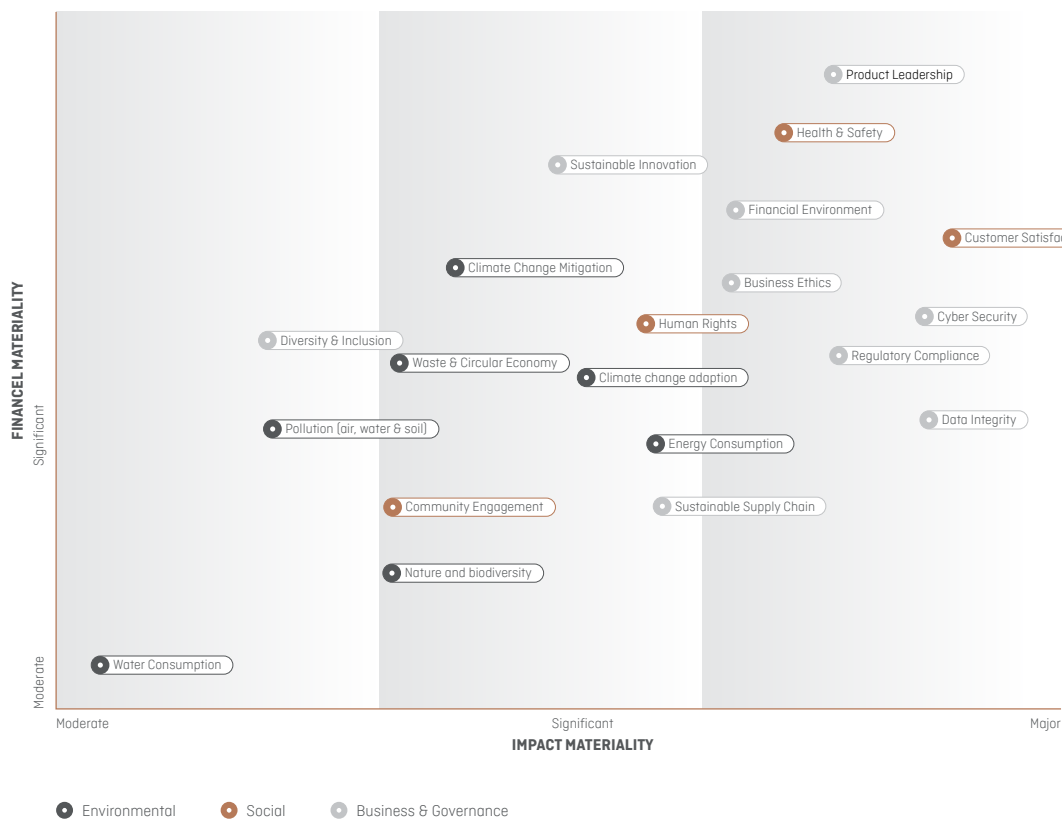 Product Leadership
Health & Safety
Sustainable Innovation
Financial Environment
Customer Satisfac
Climate Change Mitigation
Business Ethics
Cyber Security
Human Rights
Diversity & Inclusion
Regulatory Compliance
Waste & Circular Economy
Climate change adoption
Data Integrity
Pollution (air, water & soil)
Energy Consumption
Community Engagement
Sustainable Supply Chain
Nature and biodiversity
Water Consumption
FINANCEL MATERIALITY
Significant
Moderate
Moderate Significant Major
IMPACT MATERIALITY
Environmental Social Business & Governance